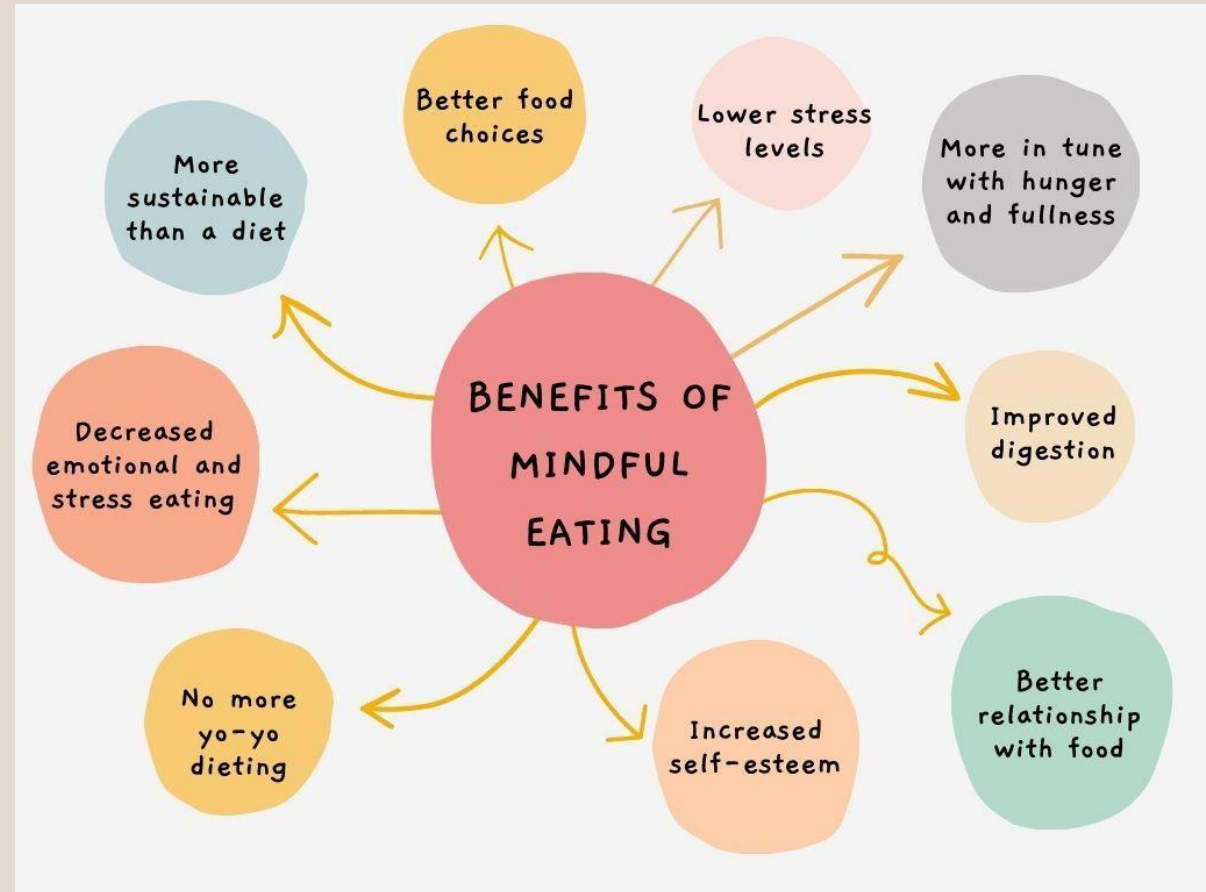 BENEFITS OF
MINDFUL
EATING
Better food
choices
Lower stress
levels
More in tune
with hunger
and fullness
Improved
digestion
Better
relationship
with food
Increased
self-esteem
No more
yo-yo
dieting
Decreased
emotional and
stress eating
More
sustainable
than a diet